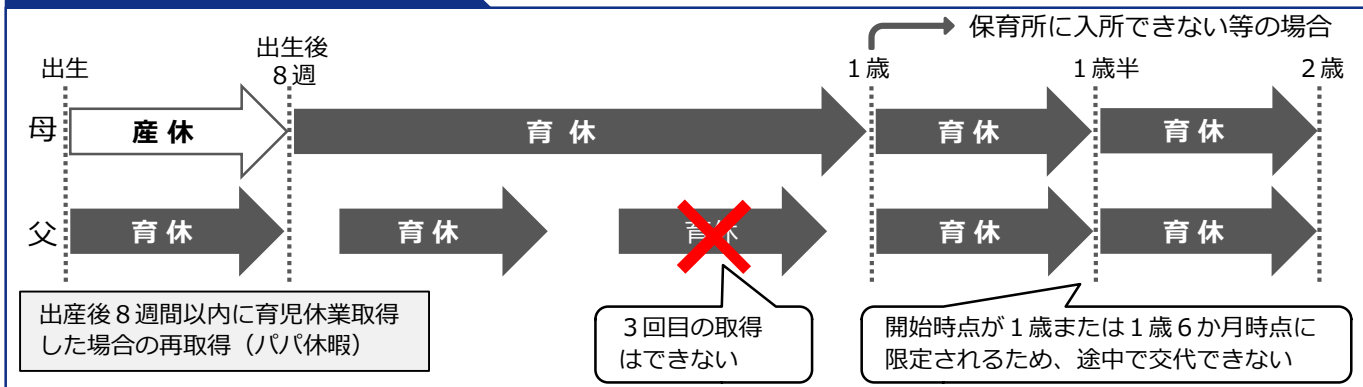 保育所に入所できない等の場合
出生
出生後
８週
１歳
１歳半
２歳
母
産 休
育 休
育 休
育 休
父
育 休
育 休
育休
育 休
育 休
出産後８週間以内に育児休業取得
した場合の再取得（パパ休暇）
３回目の取得
はできない
開始時点が１歳または１歳６か月時点に
限定されるため、途中で交代できない